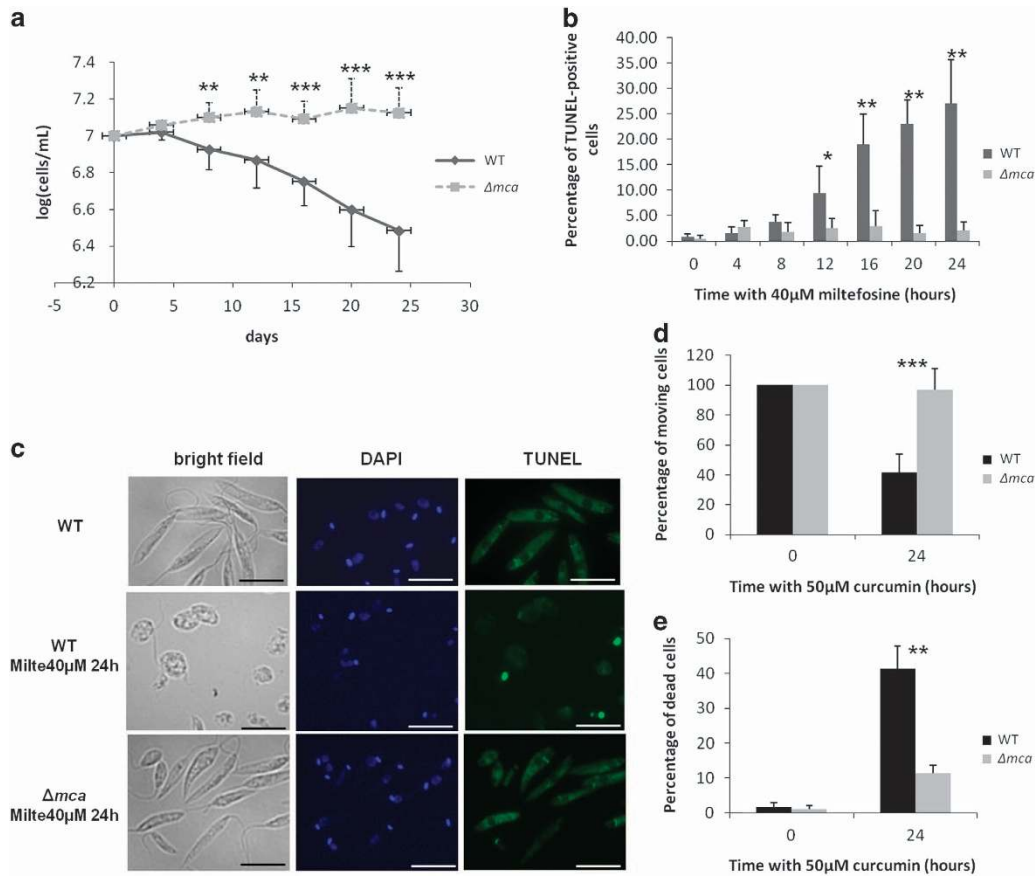 a
7.4
7.2
7
6.8
6.6
6.4
6.2
-5
0
5
10
15
20
25
30
log(cells/mL)
days
** ** *** *** ***
WT
Δmca
b
40.00
35.00
30.00
25.00
20.00
15.00
10.00
5.00
0.00
Percentage of TUNEL-positive
cells
* ** ** **
0 4 8 12 16 20 24
Time with 40µM miltefosine (hours)
WT
Δmca
c
bright field DAPI TUNEL
WT
WT
Milte40µM 24h
Δmca
Milte40µM 24h
d
120
100
80
60
40
20
0
Percentage of moving cells
***
0 24
Time with 50µM curcumin (hours)
WT
Δmca
e
50
40
30
20
10
0
Percentage of dead cells
**
0 24
Time with 50µM curcumin (hours)
WT
Δmca